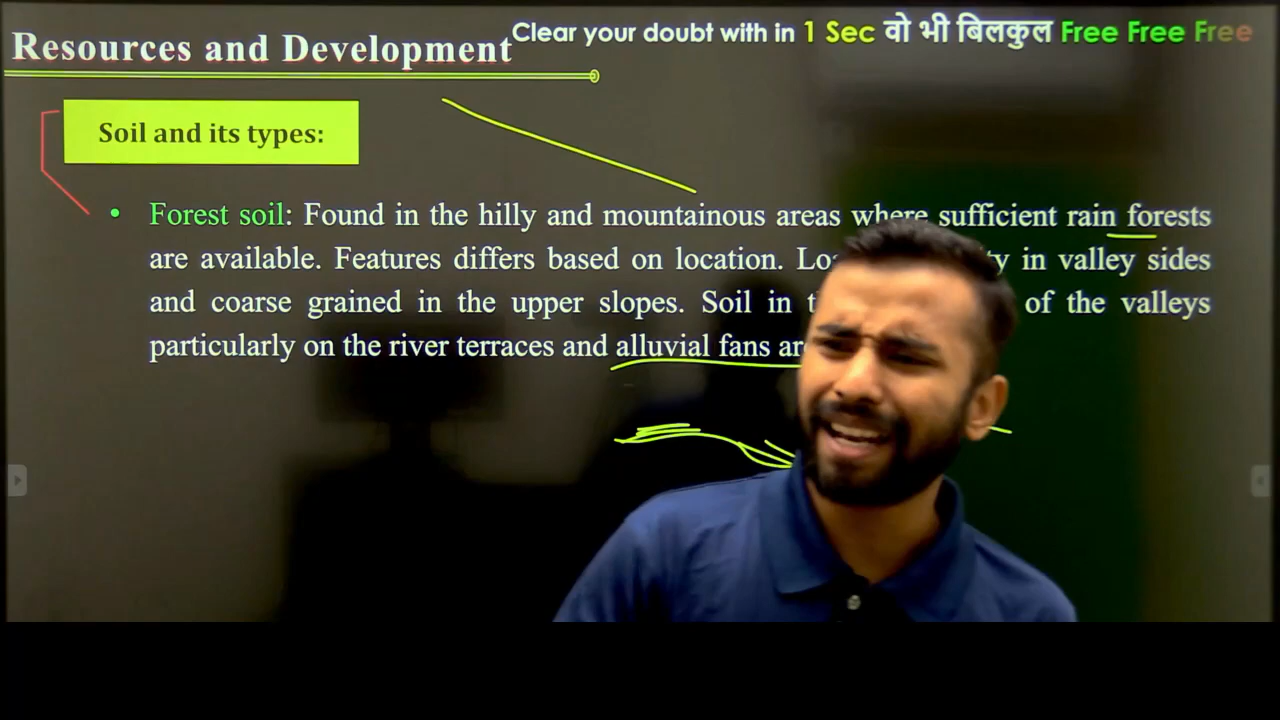 Resources and Development
Clear your doubt with in 1 Sec वो भी बिलकुल Free Free Free
Soil and its types:
• Forest soil: Found in the hilly and mountainous areas where sufficient rain forests
are available. Features differs based on location. in valley sides
and coarse grained in the upper slopes. Soil in of the valleys
particularly on the river terraces and alluvial fans